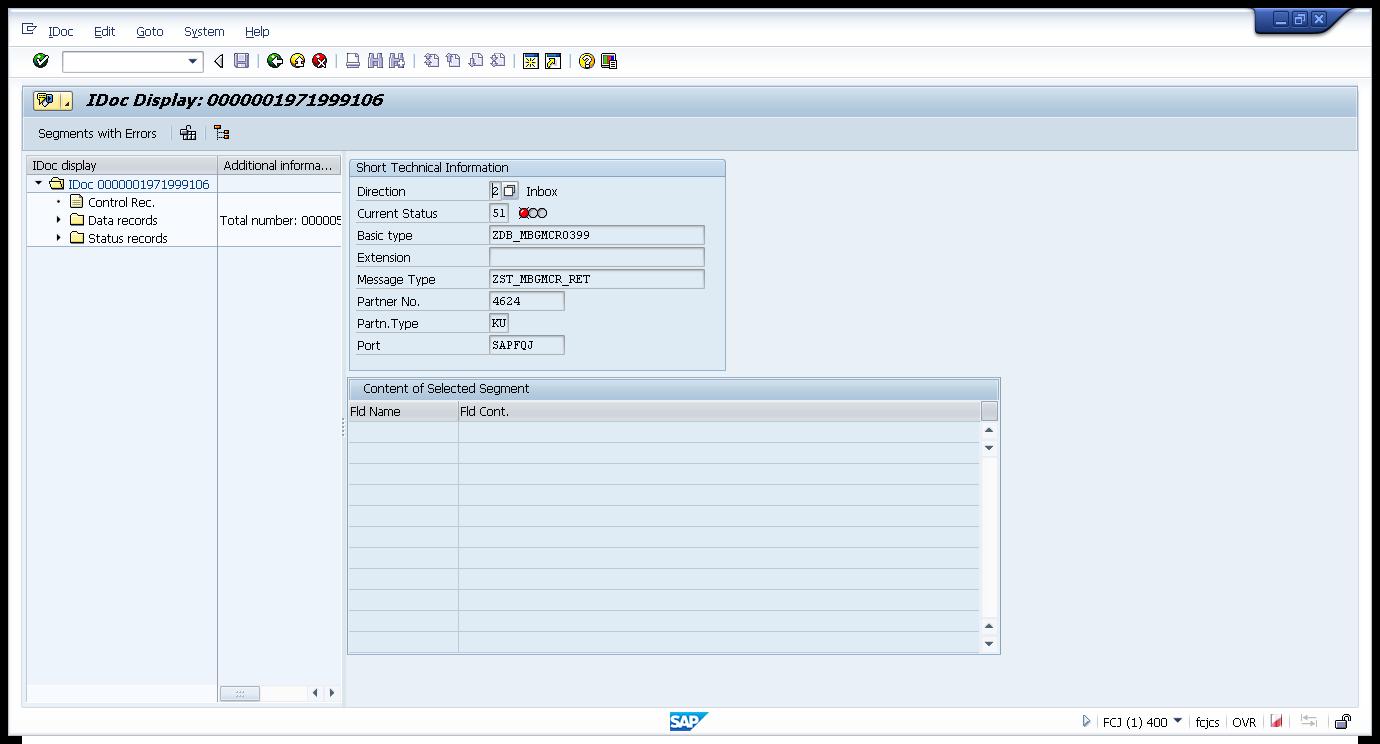 IDoc Edit Goto System Help
IDoc Display: 0000001971999106
Segments with Errors
IDoc display Additional informa...
IDoc 0000001971999106
Control Rec.
Data records Total number: 000005
Status records
Short Technical Information
Direction 2 Inbox
Current Status 51
Basic type ZDB_MBGMCR0399
Extension
Message Type ZST_MBGMCR_RET
Partner No. 4624
Partn.Type KU
Port SAPFQJ
Content of Selected Segment
Fld Name Fld Cont.
SAP
FCJ (1) 400 fcjcs OVR